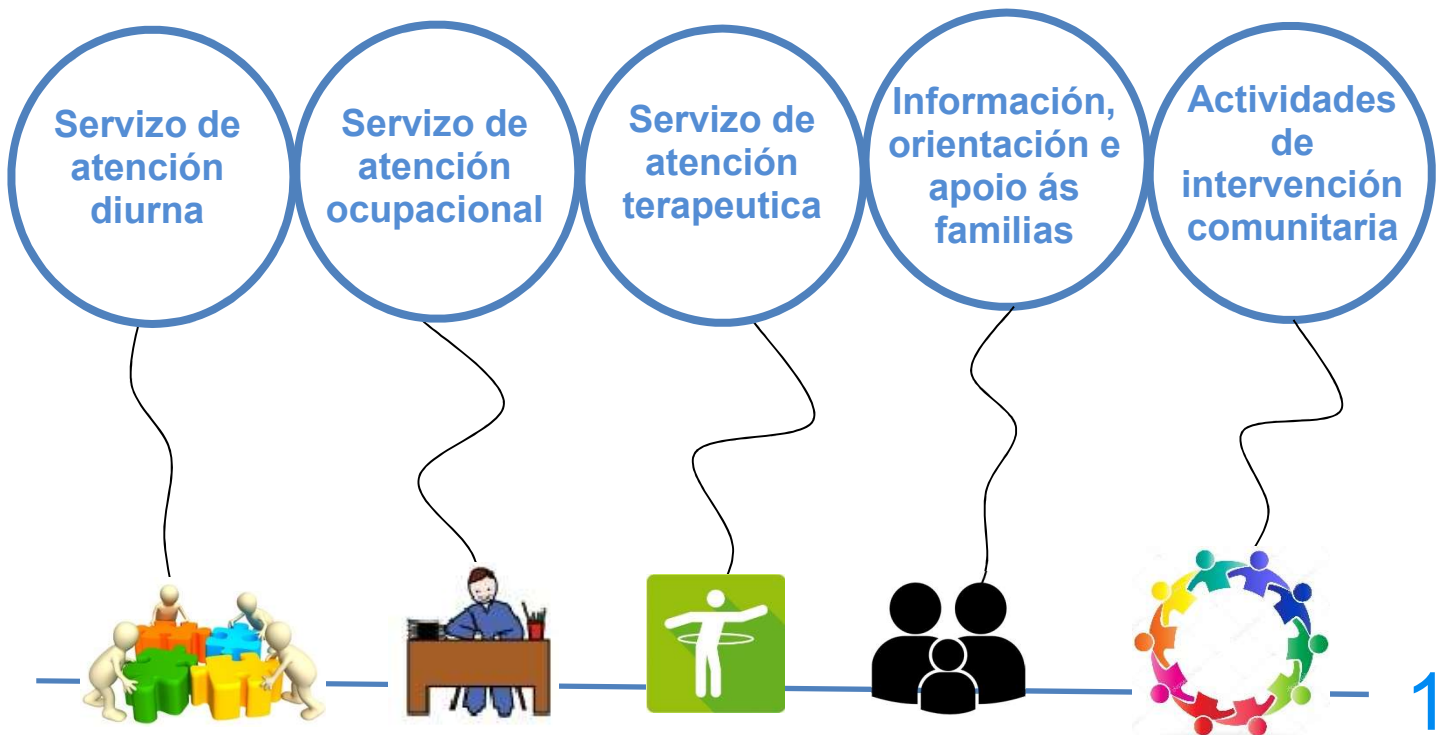 Servizo de
atención
diurna
Servizo de
atención
ocupacional
Servizo de
atención
terapeutica
Información,
orientación e
apoio ás
familias
Actividades
de
intervención
comunitaria
1